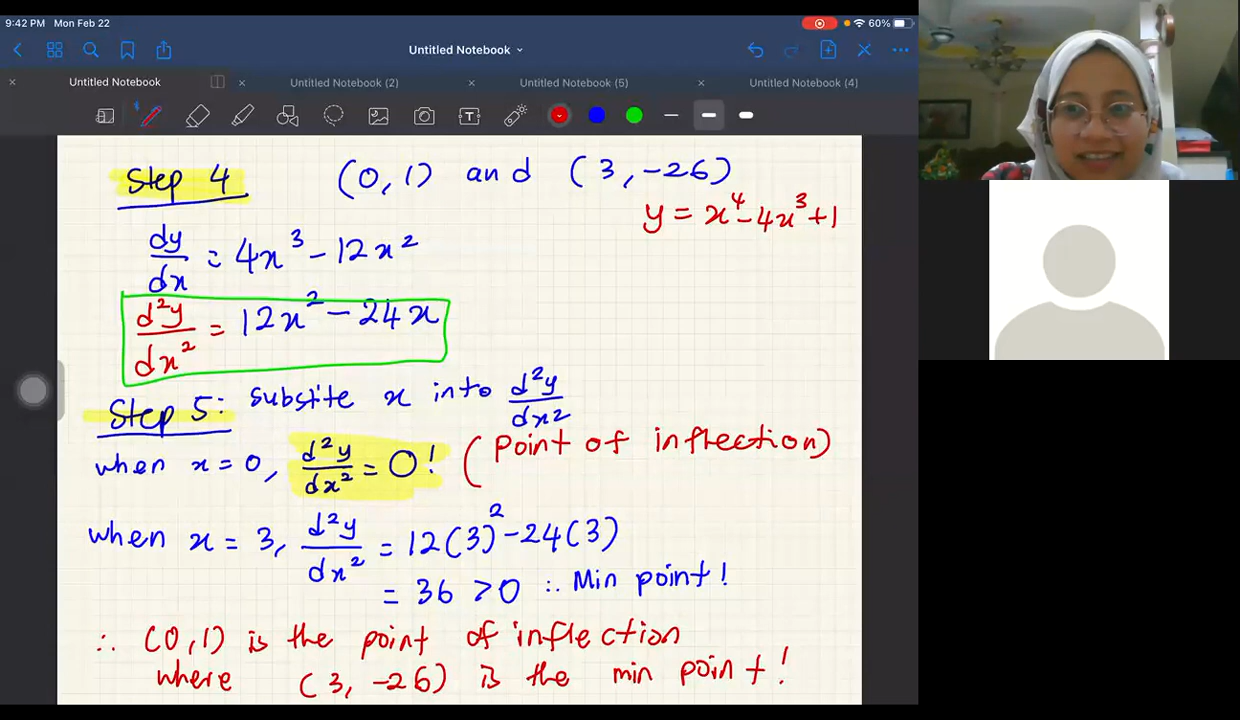 9:42 PM Mon Feb 22
60%
Untitled Notebook
Untitled Notebook
Untitled Notebook (2)
Untitled Notebook (5)
Untitled Notebook (4)
Step 4 (0,1) and (3,-26)
y = x⁴-4x³+1
dy/dx = 4x³ - 12x²
d²y/dx² = 12x² - 24x
Step 5: substite x into d²y/dx²
when x = 0, d²y/dx² = 0! (Point of inflection)
when x = 3, d²y/dx² = 12(3)² - 24(3)
= 36 > 0 ∴ Min point!
∴ (0,1) is the point of inflection
where (3, -26) is the min point!